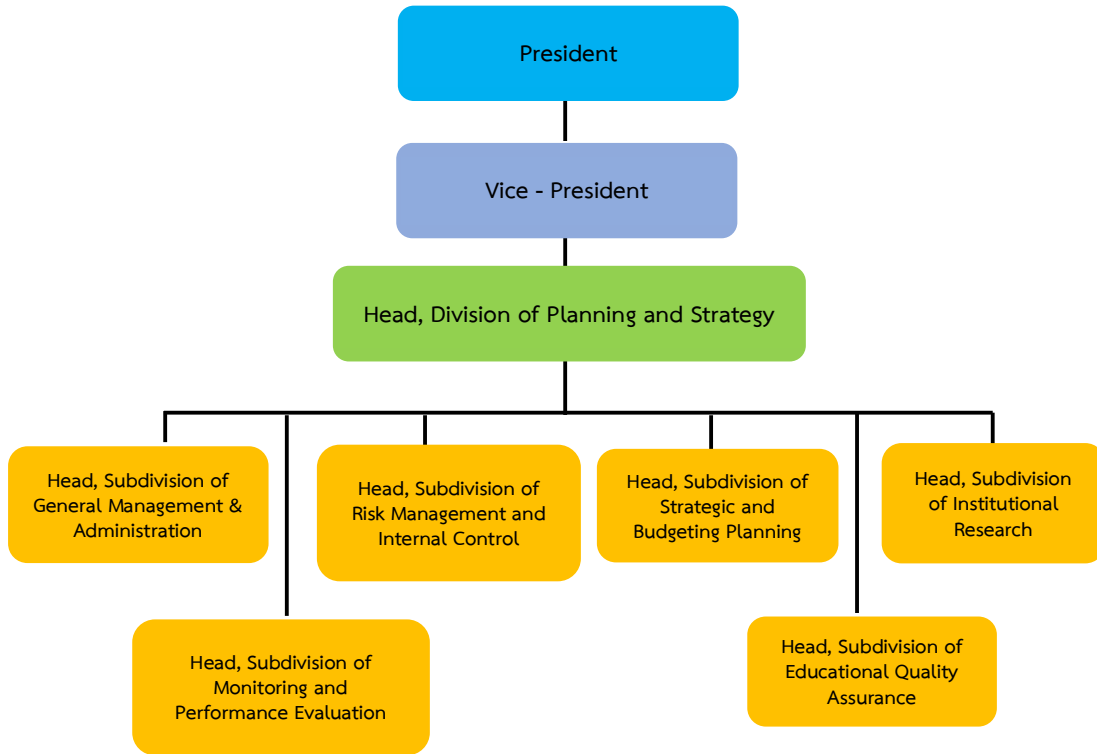 President
Vice - President
Head, Division of Planning and Strategy
Head, Subdivision of
General Management &
Administration
Head, Subdivision of
Risk Management and
Internal Control
Head, Subdivision of
Strategic and
Budgeting Planning
Head, Subdivision
of Institutional
Research
Head, Subdivision of
Monitoring and
Performance Evaluation
Head, Subdivision of
Educational Quality
Assurance